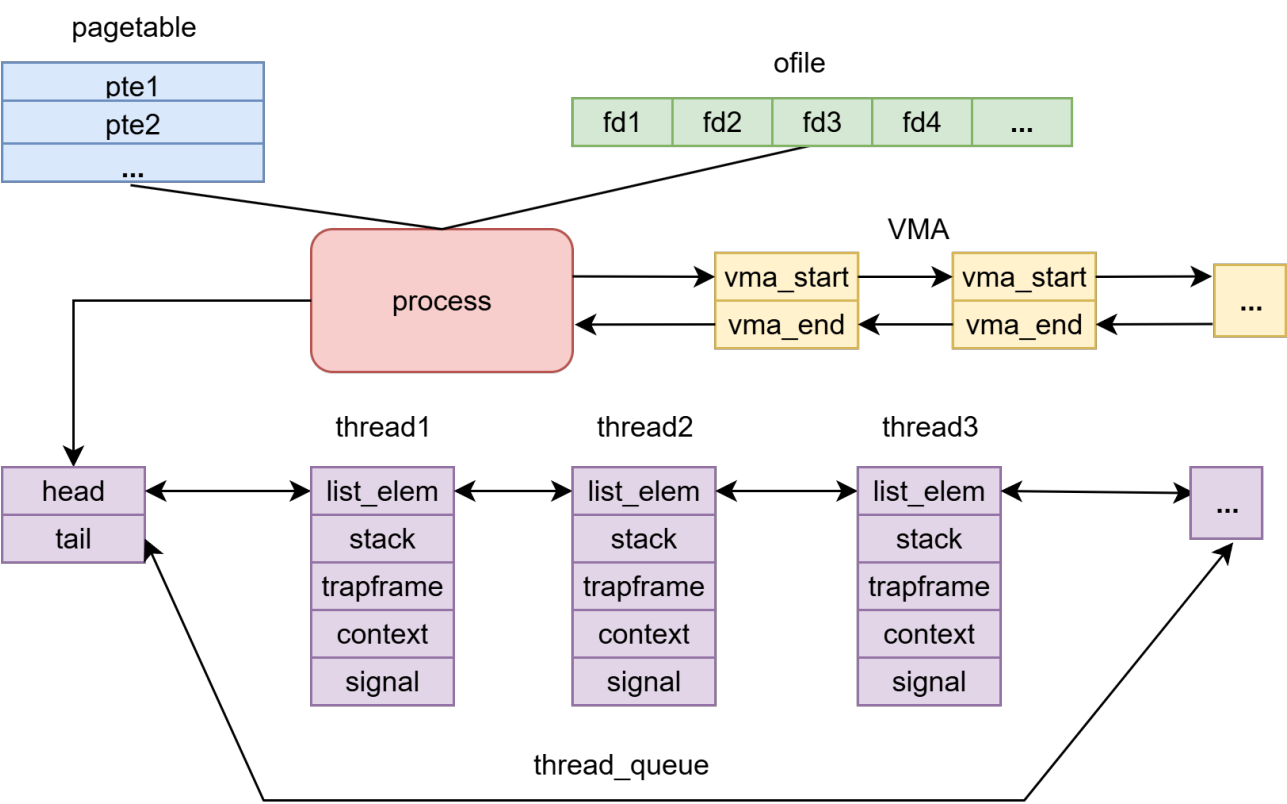 pagetable
pte1
pte2
...
ofile
fd1 fd2 fd3 fd4 ...
process
VMA
vma_start vma_start ...
vma_end vma_end
head
tail
thread1
list_elem
stack
trapframe
context
signal
thread2
list_elem
stack
trapframe
context
signal
thread3
list_elem
stack
trapframe
context
signal
...
thread_queue